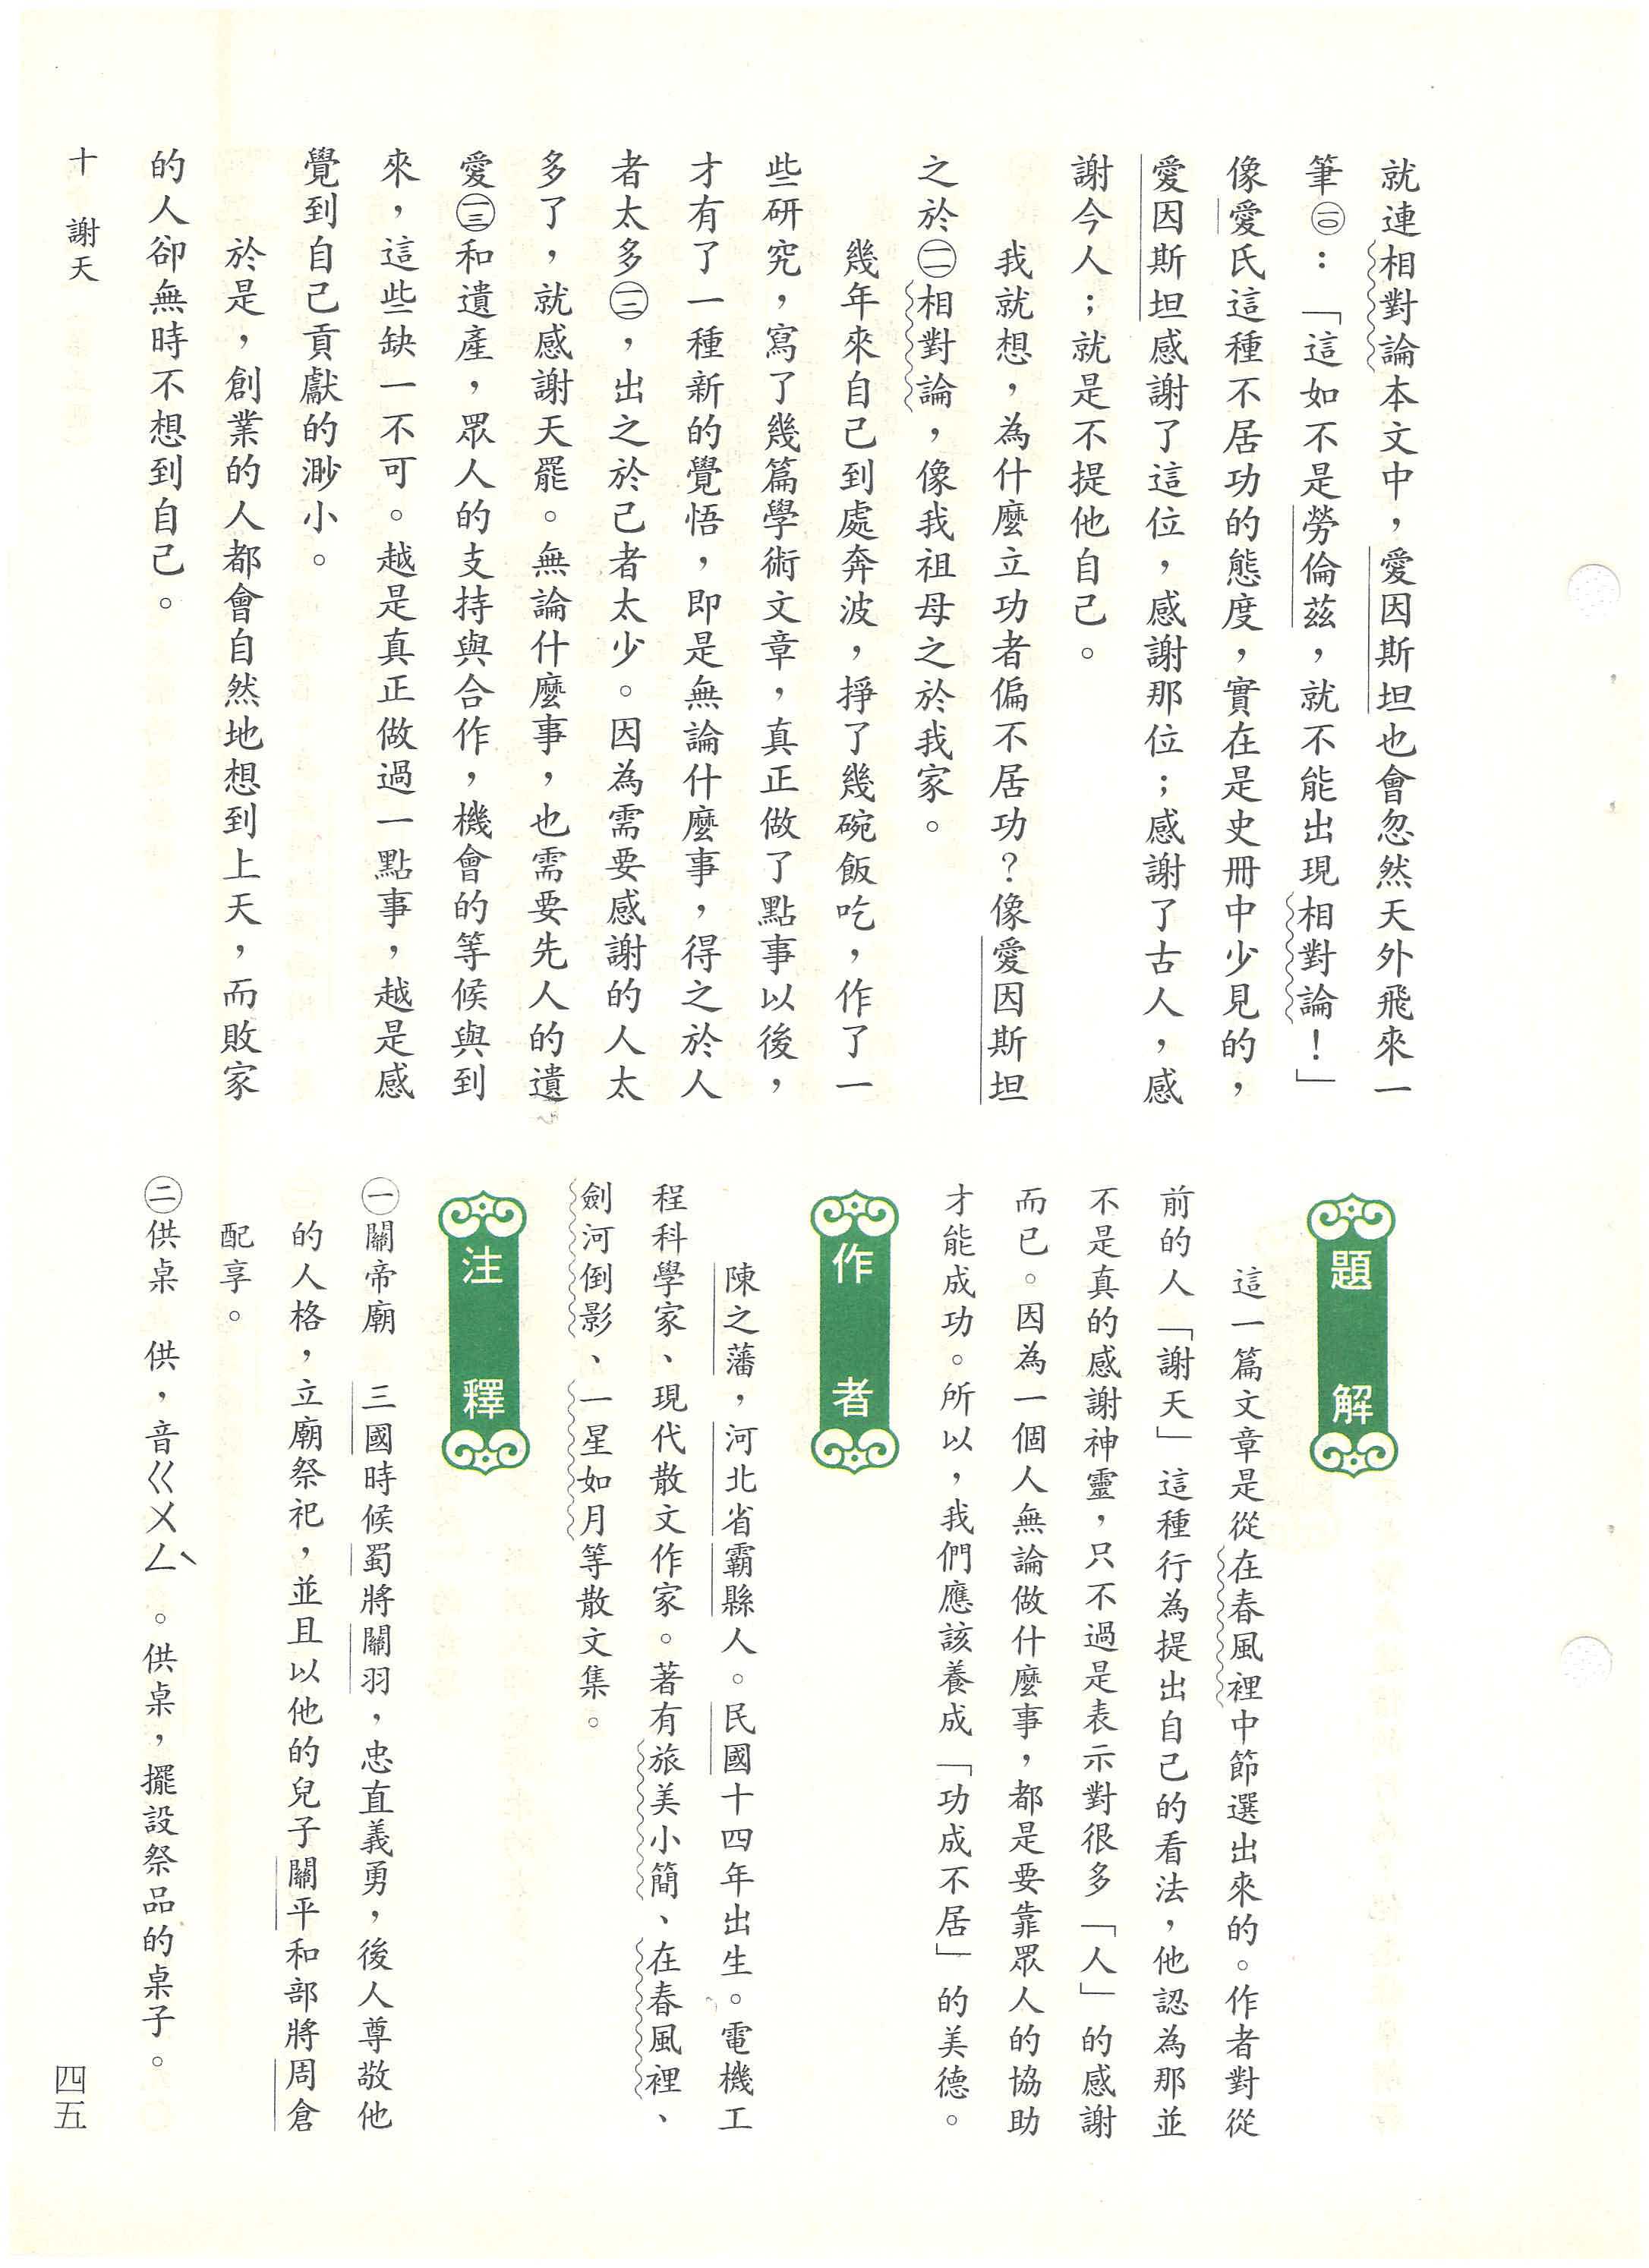 就連相對論本文中，愛因斯坦也會忽然天外飛來一
筆㊉：「這如不是勞倫茲，就不能出現相對論！」
像愛氏這種不居功的態度，實在是史冊中少見的，
愛因斯坦感謝了這位，感謝那位；感謝了古人，感
謝今人；就是不提他自己。
我就想，為什麼立功者偏不居功？像愛因斯坦
之於(一一)相對論，像我祖母之於我家。
幾年來自己到處奔波，掙了幾碗飯吃，作了一
些研究，寫了幾篇學術文章，真正做了點事以後，
才有了一種新的覺悟，即是無論什麼事，得之於人
者太多(一二)，出之於己者太少。因為需要感謝的人太
多了，就感謝天罷。無論什麼事，也需要先人的遺
愛(一三)和遺產，眾人的支持與合作，機會的等候與到
來，這些缺一不可。越是真正做過一點事，越是感
覺到自己貢獻的渺小。
於是，創業的人都會自然地想到上天，而敗家
的人卻無時不想到自己。
題解
這一篇文章是從在春風裡中節選出來的。作者對從
前的人「謝天」這種行為提出自己的看法，他認為那並
不是真的感謝神靈，只不過是表示對很多「人」的感謝
而已。因為一個人無論做什麼事，都是要靠眾人的協助
才能成功。所以，我們應該養成「功成不居」的美德。
作者
陳之藩，河北省霸縣人。民國十四年出生。電機工
程科學家、現代散文作家。著有旅美小簡、在春風裡、
劍河倒影、一星如月等散文集。
注釋
㊀關帝廟　三國時候蜀將關羽，忠直義勇，後人尊敬他
的人格，立廟祭祀，並且以他的兒子關平和部將周倉
配享。
㊁供桌　供，音ㄍㄨㄥˋ。供桌，擺設祭品的桌子。
十　謝天
四五